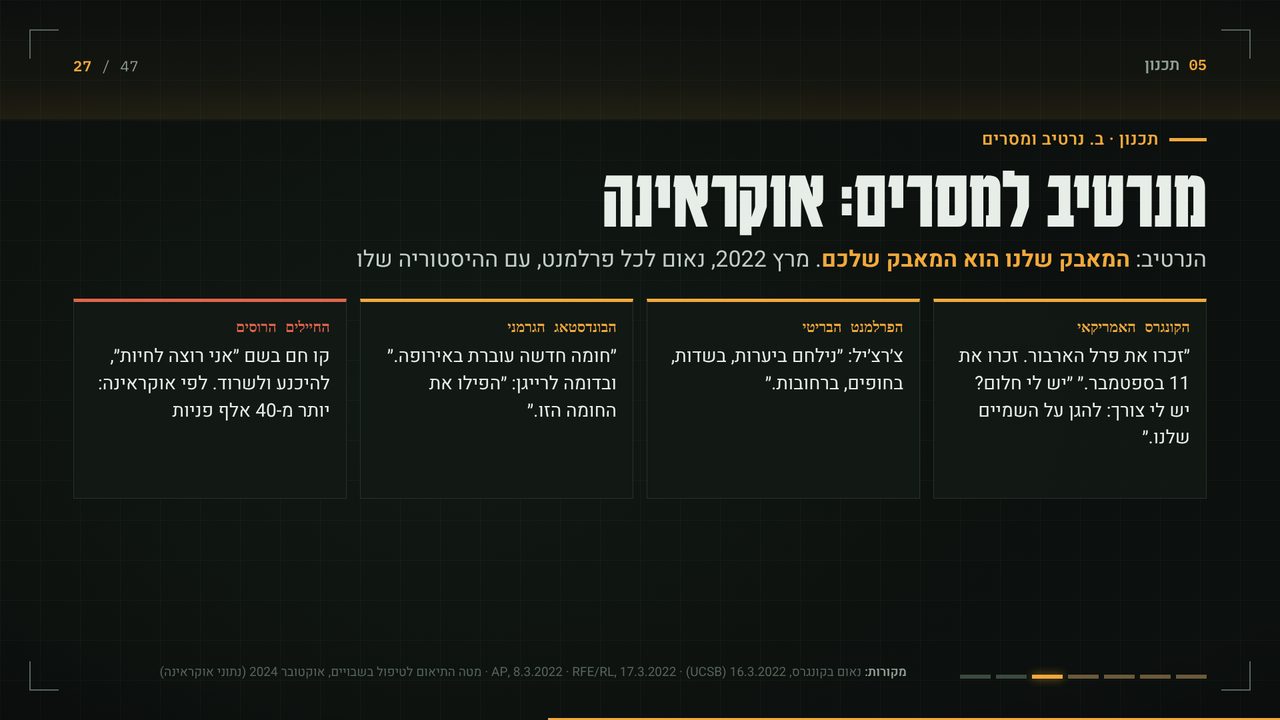 05 תכנון
27 / 47
תכנון · ב. נרטיב ומסרים
מנרטיב למסרים: אוקראינה
הנרטיב: המאבק שלנו הוא המאבק שלכם. מרץ 2022, נאום לכל פרלמנט, עם ההיסטוריה שלו
הקונגרס האמריקאי
"זכרו את פרל הארבור. זכרו את
11 בספטמבר." "יש לי חלום?
יש לי צורך: להגן על השמיים
שלנו."
הפרלמנט הבריטי
צ'רצ'יל: "נילחם ביערות, בשדות,
בחופים, ברחובות."
הבונדסטאג הגרמני
"חומה חדשה עוברת באירופה."
ובדומה לרייגן: "הפילו את
החומה הזו."
החיילים הרוסים
קו חם בשם "אני רוצה לחיות",
להיכנע ולשרוד. לפי אוקראינה:
יותר מ-40 אלף פניות
מקורות: נאום בקונגרס, 16.3.2022 (UCSB) · AP, 8.3.2022 · RFE/RL, 17.3.2022 · מטה התיאום לטיפול בשבויים, אוקטובר 2024 (נתוני אוקראינה)